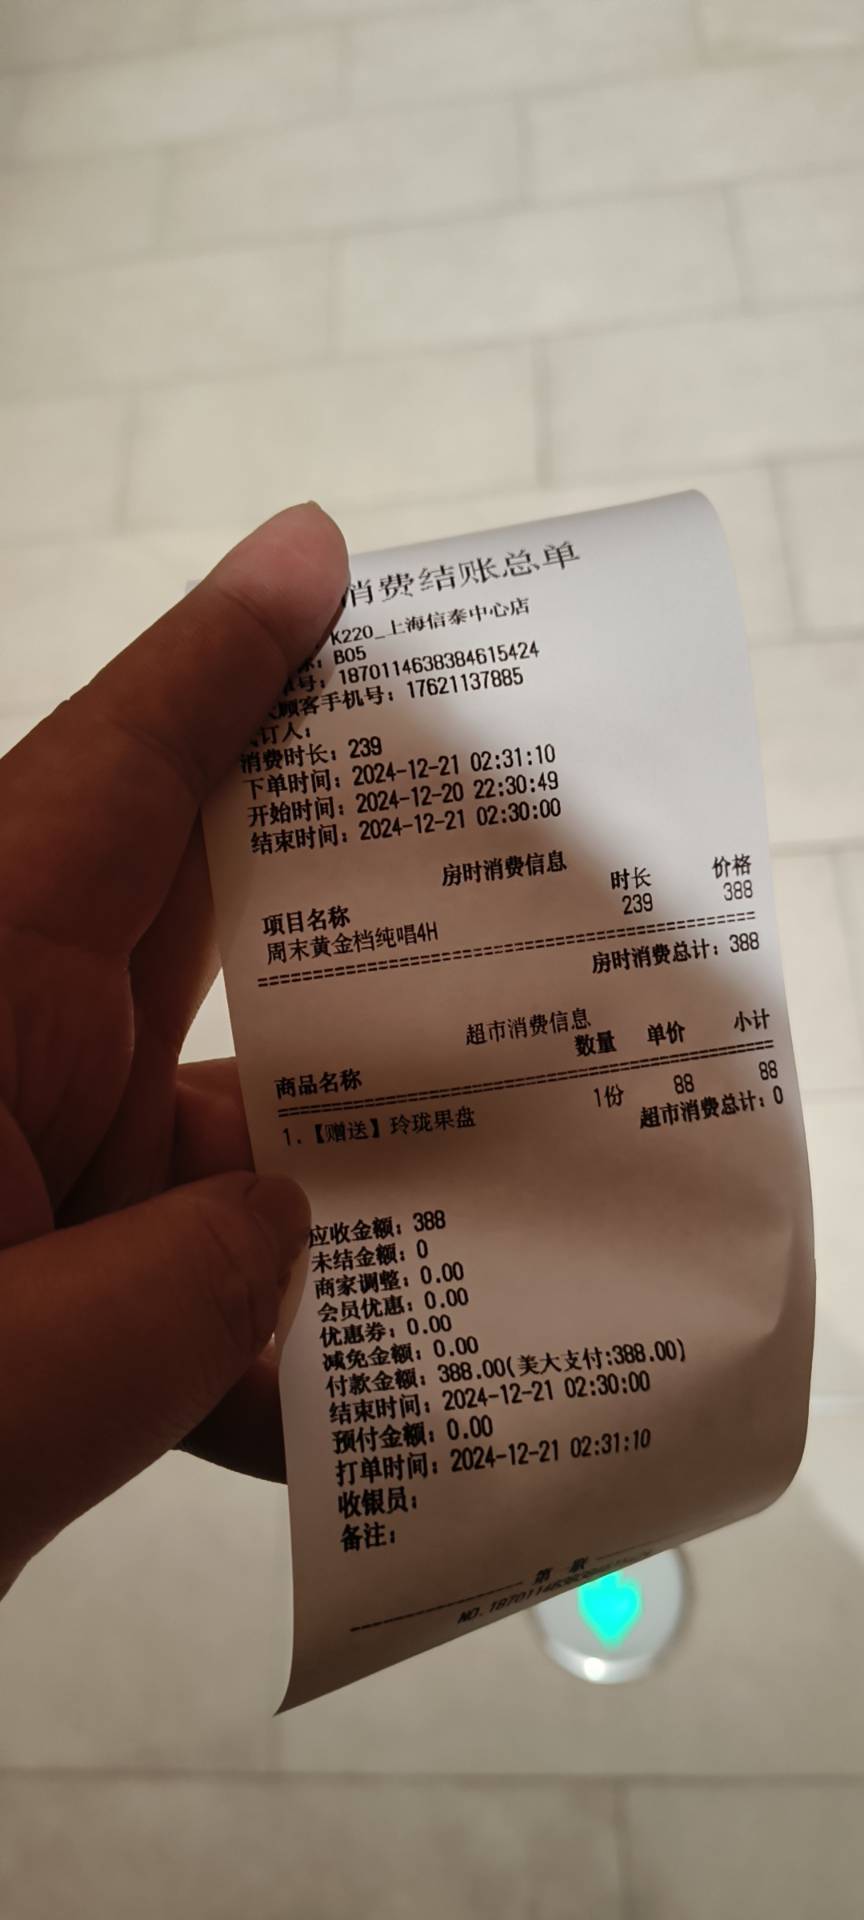 消费结账总单
K220_上海信泰中心店
B05
单号：1870114638384615424
顾客手机号：17621137885
订人：
消费时长：239
下单时间：2024-12-21 02:31:10
开始时间：2024-12-20 22:30:49
结束时间：2024-12-21 02:30:00
房时消费信息
项目名称 时长 价格
周末黄金档纯唱4H 239 388
房时消费总计：388
超市消费信息
商品名称 数量 单价 小计
1.【赠送】玲珑果盘 1份 88 88
超市消费总计：0
应收金额：388
未结金额：0
商家调整：0.00
会员优惠：0.00
优惠券：0.00
减免金额：0.00
付款金额：388.00(美大支付:388.00)
结束时间：2024-12-21 02:30:00
预付金额：0.00
打单时间：2024-12-21 02:31:10
收银员：
备注：